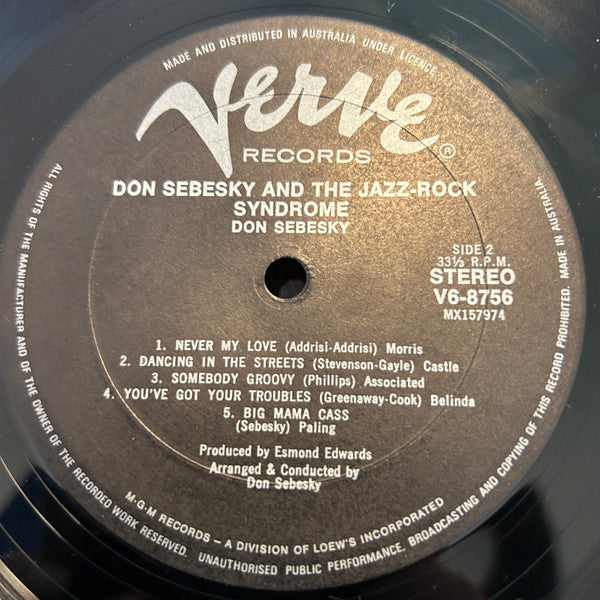 MADE AND DISTRIBUTED IN AUSTRALIA UNDER LICENCE
Verve ®
RECORDS
DON SEBESKY AND THE JAZZ-ROCK
SYNDROME
DON SEBESKY
SIDE 2
33⅓ R.P.M.
STEREO
V6-8756
MX157974
1. NEVER MY LOVE (Addrisi-Addrisi) Morris
2. DANCING IN THE STREETS (Stevenson-Gayle) Castle
3. SOMEBODY GROOVY (Phillips) Associated
4. YOU'VE GOT YOUR TROUBLES (Greenaway-Cook) Belinda
5. BIG MAMA CASS
(Sebesky) Paling
Produced by Esmond Edwards
Arranged & Conducted by
Don Sebesky
M·G·M RECORDS – A DIVISION OF LOEW'S INCORPORATED
ALL RIGHTS OF THE MANUFACTURER AND OF THE OWNER OF THE RECORDED WORK RESERVED. UNAUTHORISED PUBLIC PERFORMANCE, BROADCASTING AND COPYING OF THIS RECORD PROHIBITED. MADE IN AUSTRALIA.